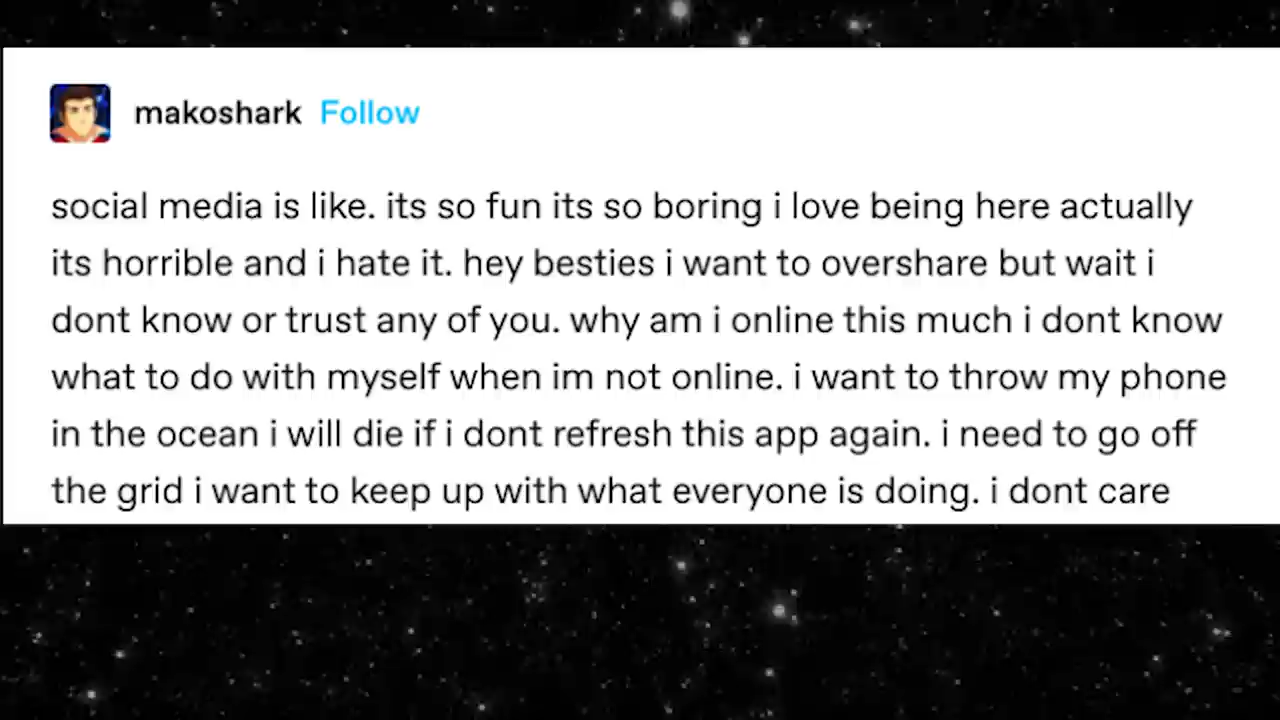 makoshark Follow
social media is like. its so fun its so boring i love being here actually
its horrible and i hate it. hey besties i want to overshare but wait i
dont know or trust any of you. why am i online this much i dont know
what to do with myself when im not online. i want to throw my phone
in the ocean i will die if i dont refresh this app again. i need to go off
the grid i want to keep up with what everyone is doing. i dont care